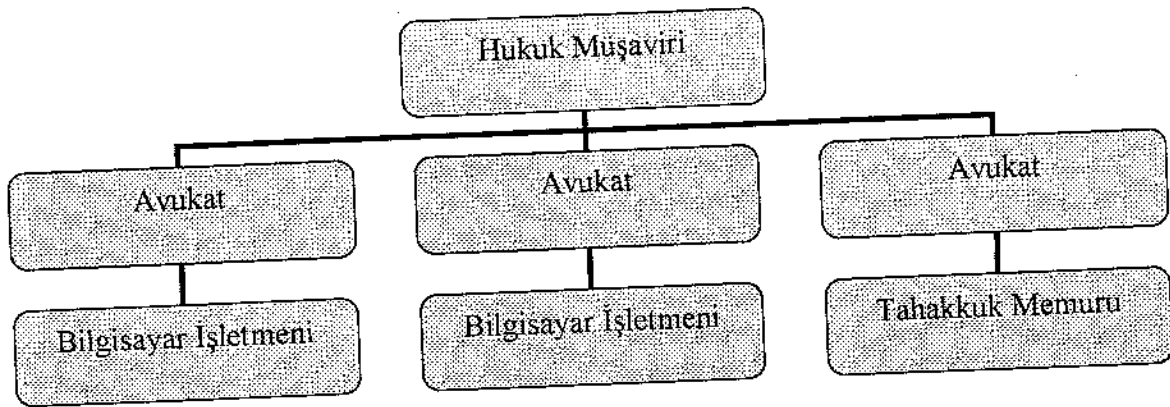 Hukuk Müşaviri
Avukat
Avukat
Avukat
Bilgisayar İşletmeni
Bilgisayar İşletmeni
Tahakkuk Memuru